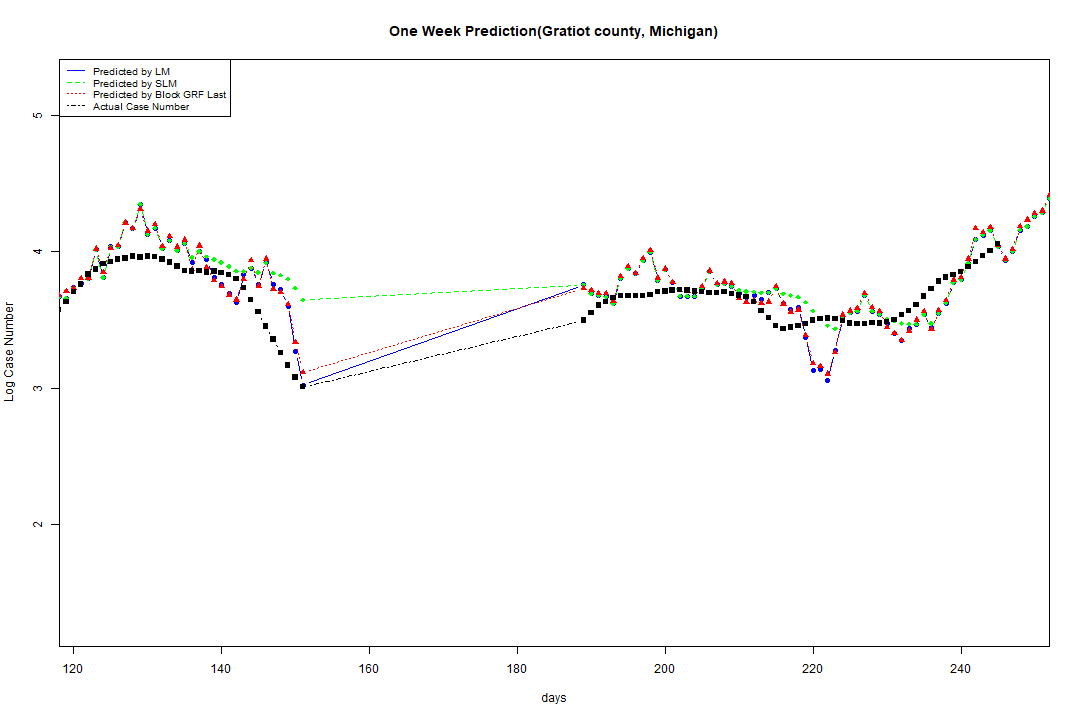 One Week Prediction(Gratiot county, Michigan)
Predicted by LM
Predicted by SLM
Predicted by Block GRF Last
Actual Case Number
Log Case Number
5
4
3
2
120 140 160 180 200 220 240
days